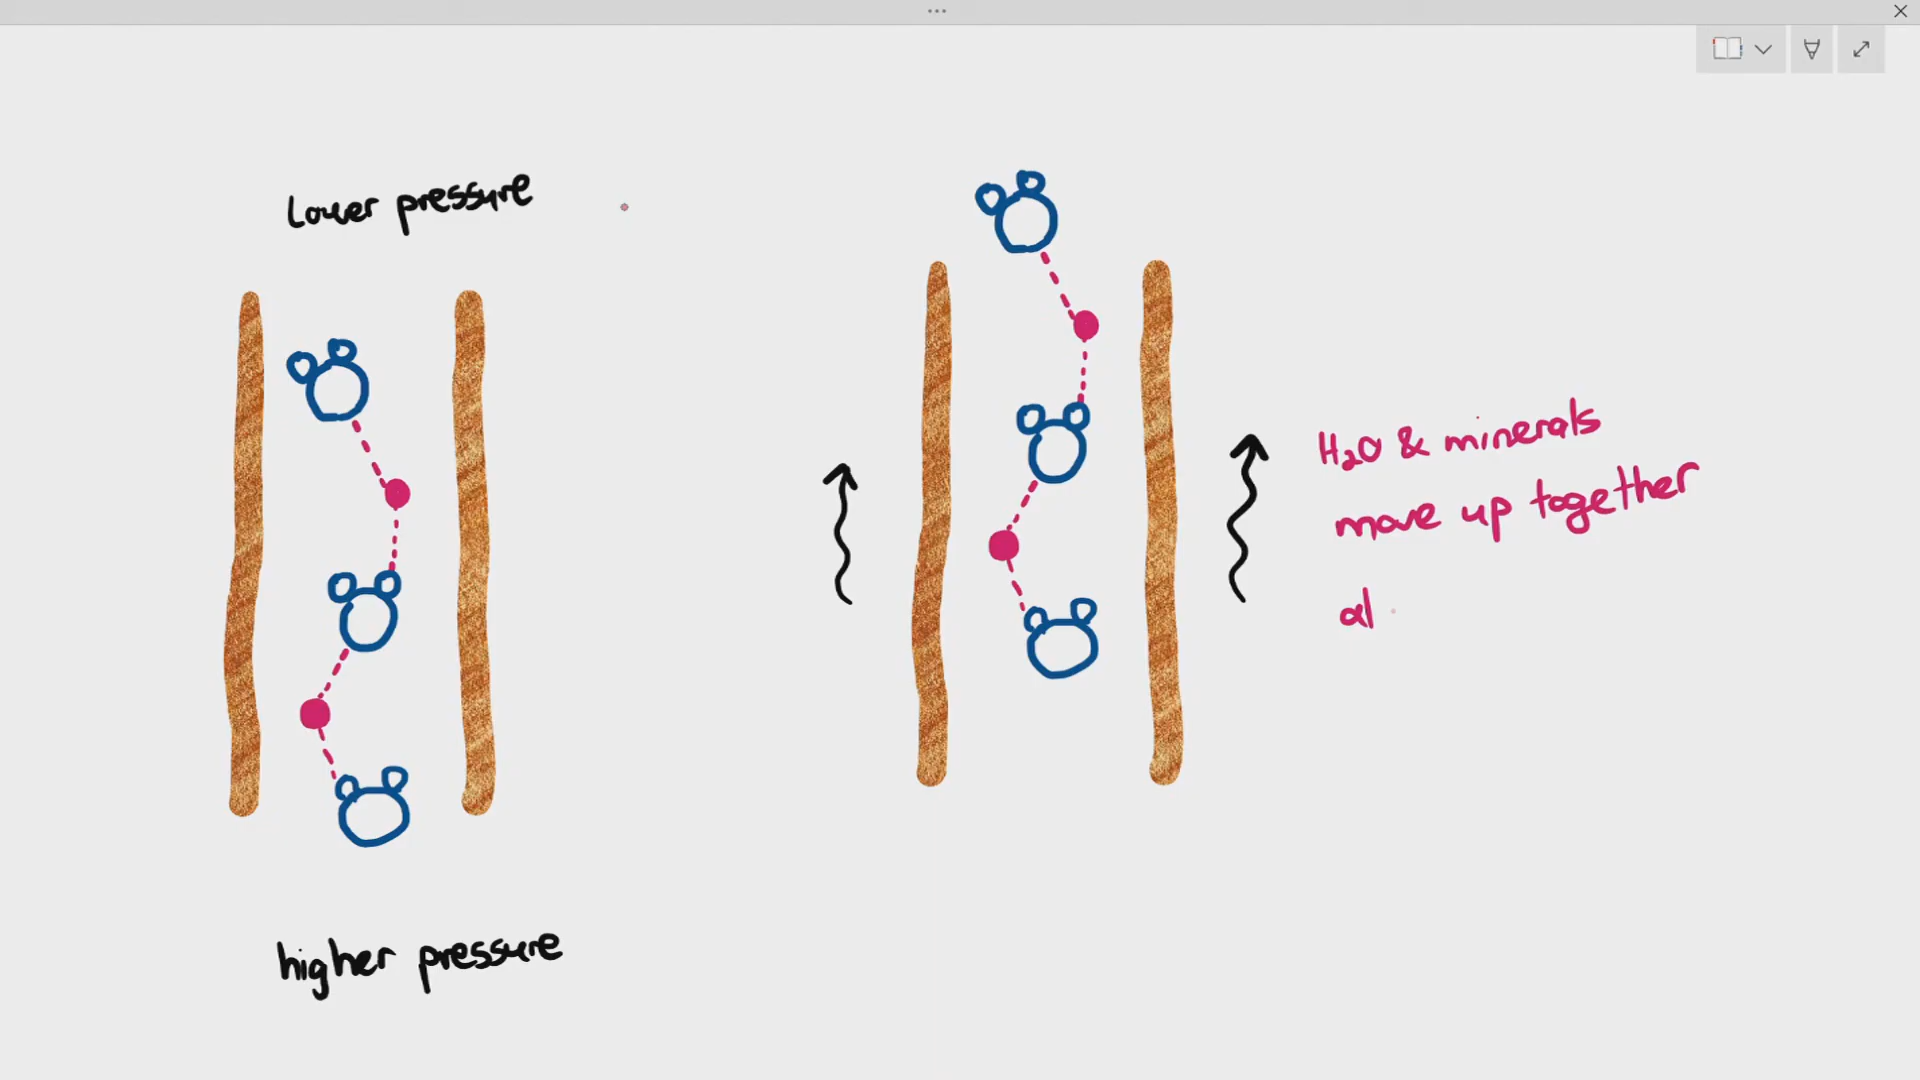 Lower pressure
higher pressure
H₂O & minerals
move up together
al